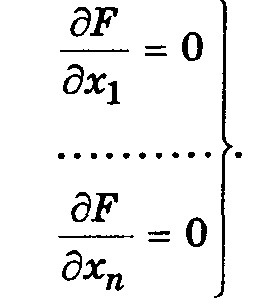 ∂F/∂x₁ = 0 }
. . . . . . . . . .
∂F/∂xₙ = 0